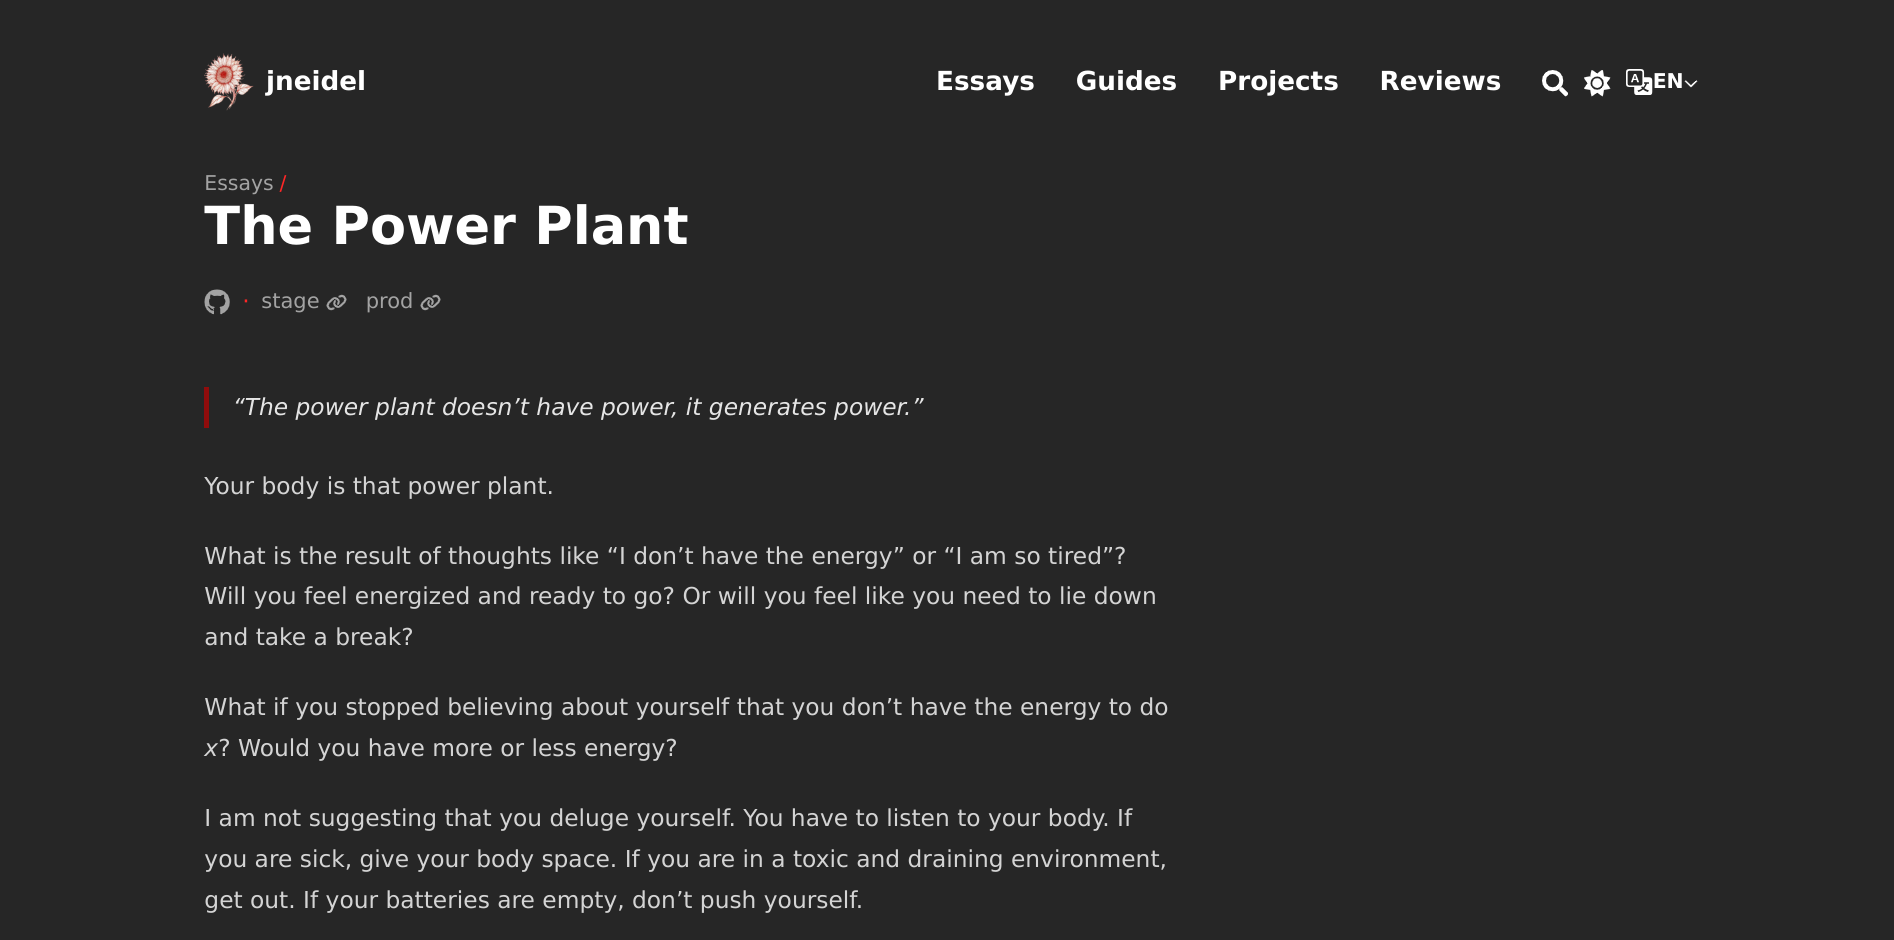 jneidel
Essays Guides Projects Reviews EN
Essays /
The Power Plant
· stage prod
“The power plant doesn’t have power, it generates power.”
Your body is that power plant.
What is the result of thoughts like “I don’t have the energy” or “I am so tired”?
Will you feel energized and ready to go? Or will you feel like you need to lie down
and take a break?
What if you stopped believing about yourself that you don’t have the energy to do
x? Would you have more or less energy?
I am not suggesting that you deluge yourself. You have to listen to your body. If
you are sick, give your body space. If you are in a toxic and draining environment,
get out. If your batteries are empty, don’t push yourself.